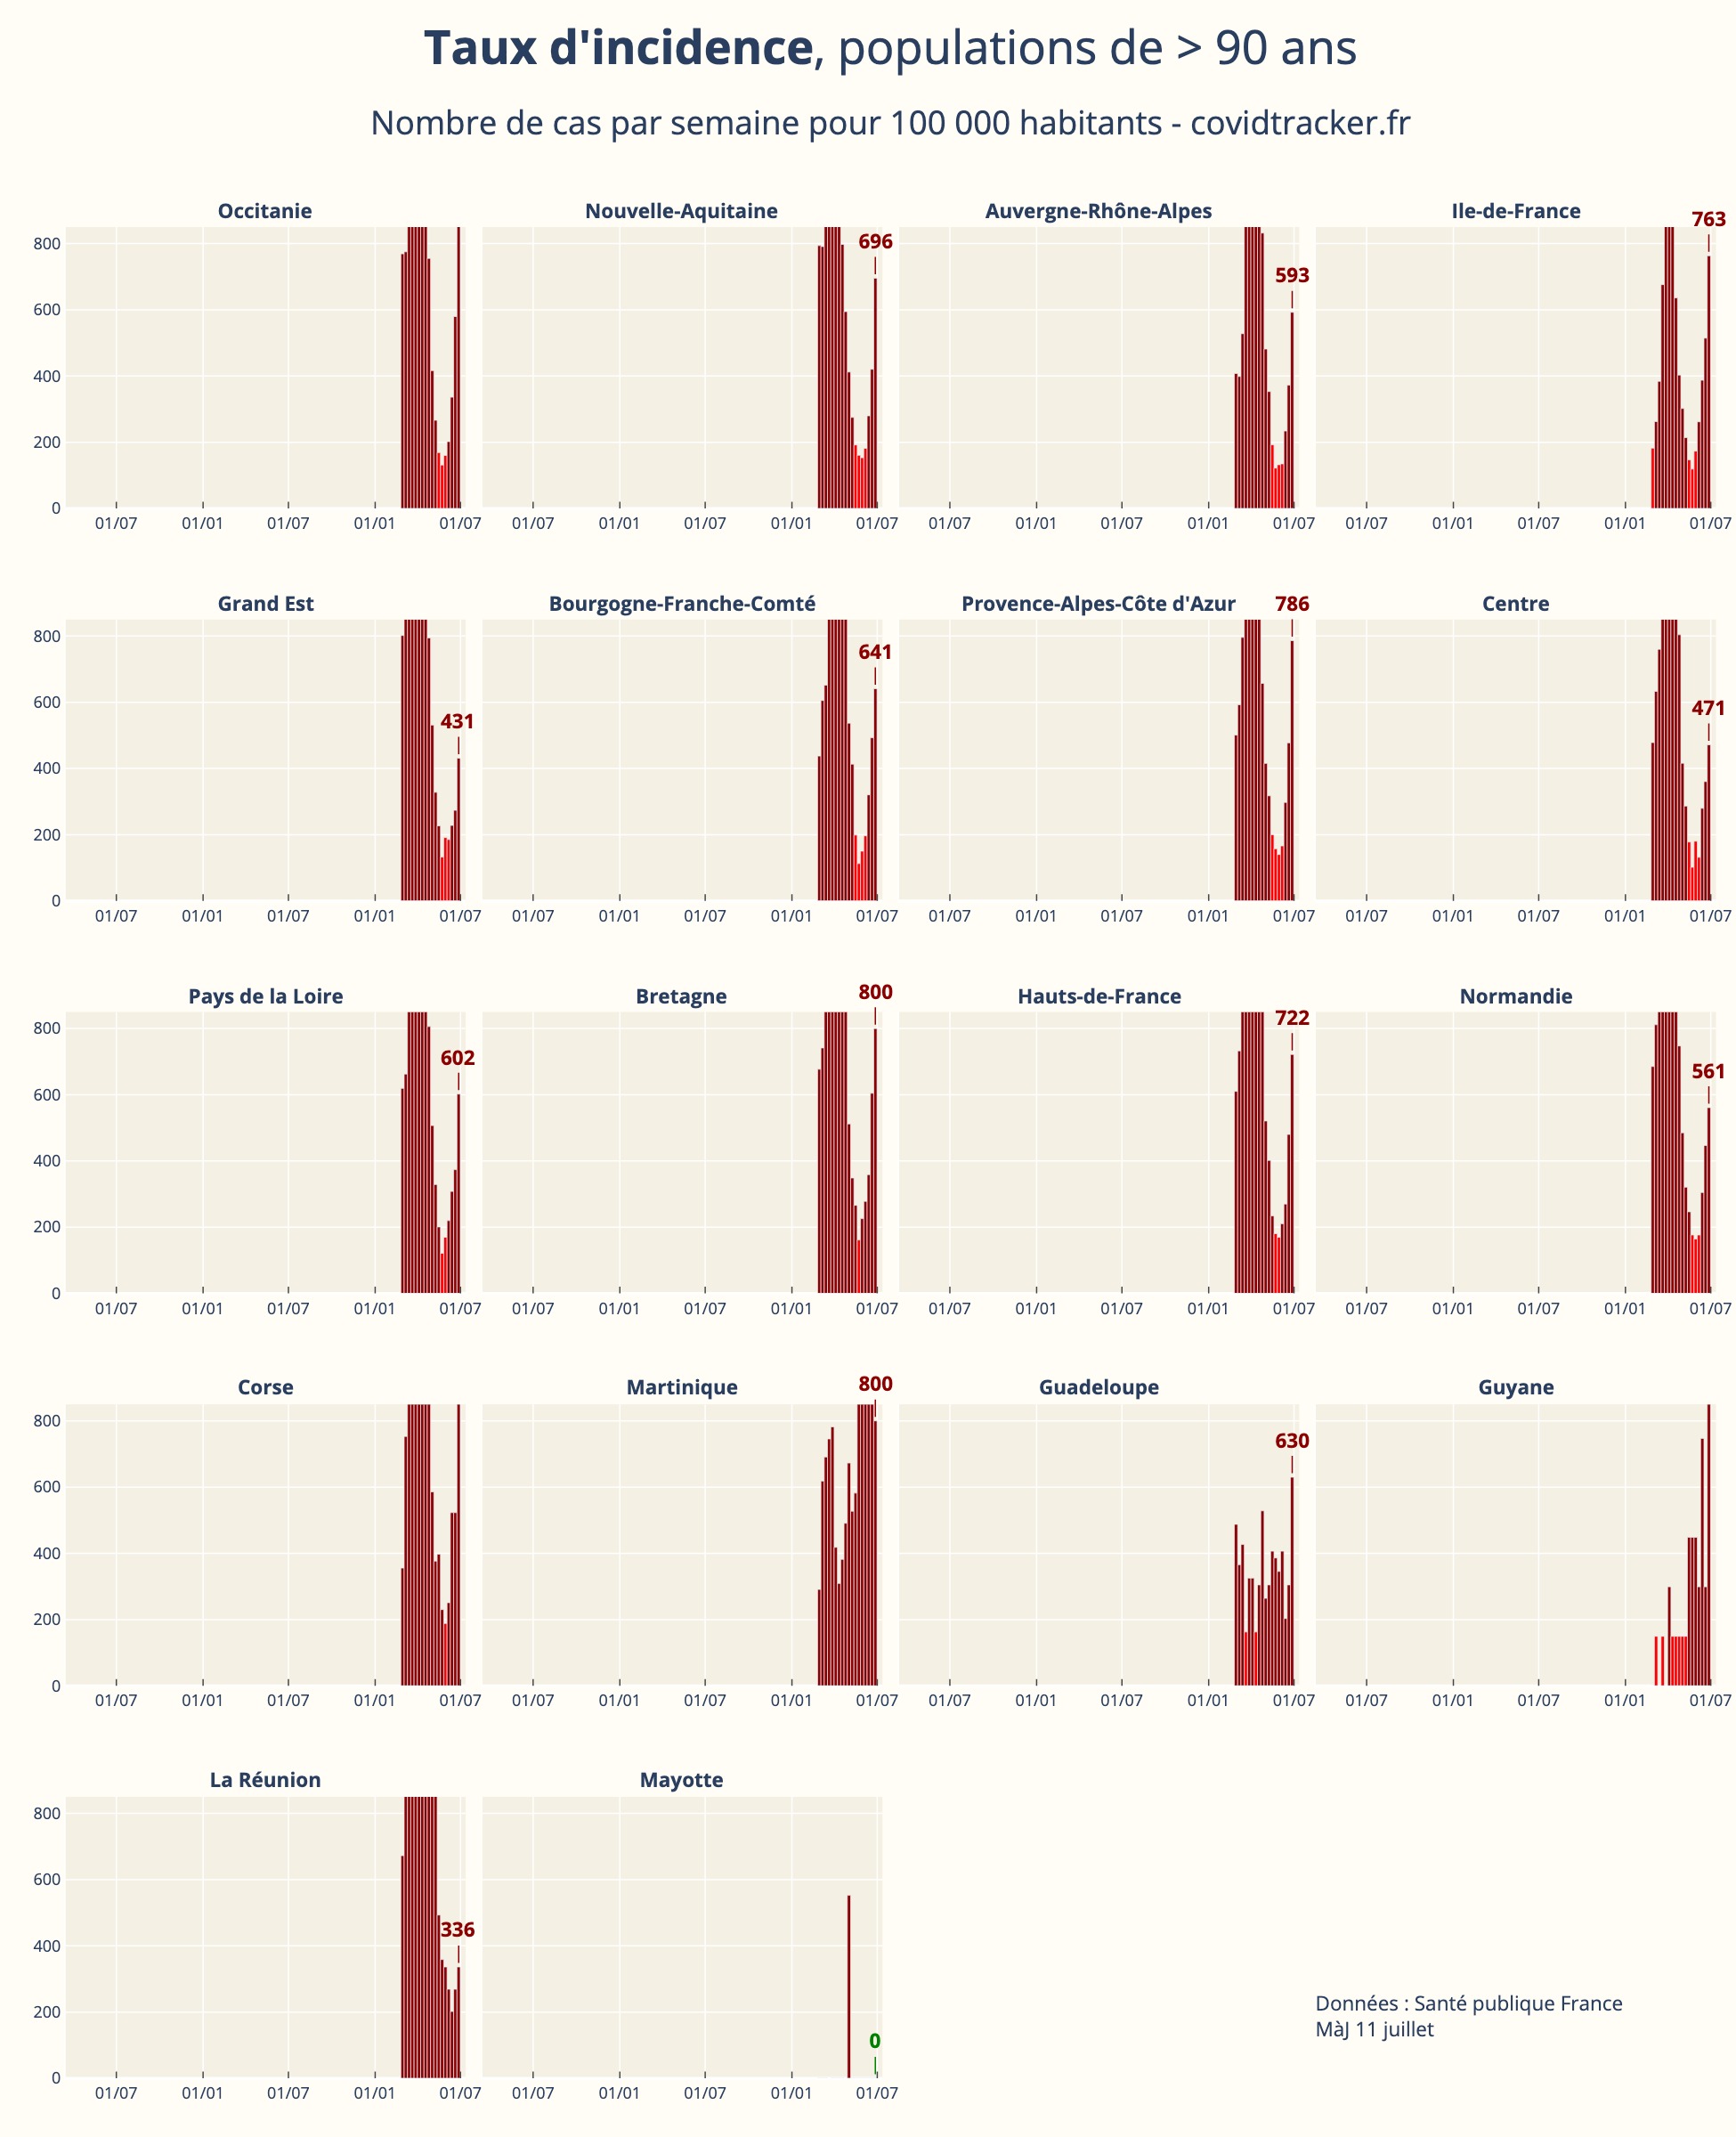 Taux d'incidence, populations de > 90 ans
Nombre de cas par semaine pour 100 000 habitants - covidtracker.fr
Occitanie
Nouvelle-Aquitaine
Auvergne-Rhône-Alpes
Ile-de-France
800
600
400
200
0
696
593
763
01/07 01/01 01/07 01/01 01/07
01/07 01/01 01/07 01/01 01/07
01/07 01/01 01/07 01/01 01/07
01/07 01/01 01/07 01/01 01/07
Grand Est
Bourgogne-Franche-Comté
Provence-Alpes-Côte d'Azur
Centre
800
600
400
200
0
431
641
786
471
01/07 01/01 01/07 01/01 01/07
01/07 01/01 01/07 01/01 01/07
01/07 01/01 01/07 01/01 01/07
01/07 01/01 01/07 01/01 01/07
Pays de la Loire
Bretagne
Hauts-de-France
Normandie
800
600
400
200
0
602
800
722
561
01/07 01/01 01/07 01/01 01/07
01/07 01/01 01/07 01/01 01/07
01/07 01/01 01/07 01/01 01/07
01/07 01/01 01/07 01/01 01/07
Corse
Martinique
Guadeloupe
Guyane
800
600
400
200
0
800
630
01/07 01/01 01/07 01/01 01/07
01/07 01/01 01/07 01/01 01/07
01/07 01/01 01/07 01/01 01/07
01/07 01/01 01/07 01/01 01/07
La Réunion
Mayotte
800
600
400
200
0
336
0
01/07 01/01 01/07 01/01 01/07
01/07 01/01 01/07 01/01 01/07
Données : Santé publique France
MàJ 11 juillet